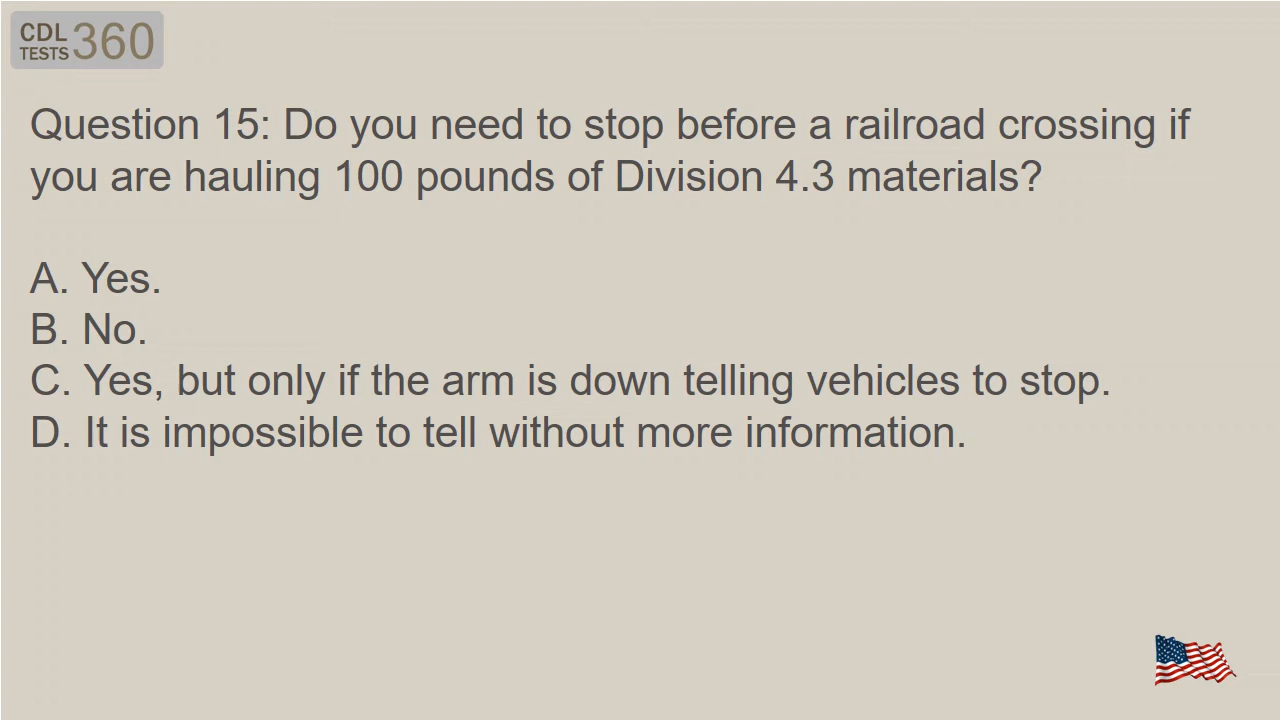 CDL
TESTS 360
Question 15: Do you need to stop before a railroad crossing if
you are hauling 100 pounds of Division 4.3 materials?
A. Yes.
B. No.
C. Yes, but only if the arm is down telling vehicles to stop.
D. It is impossible to tell without more information.